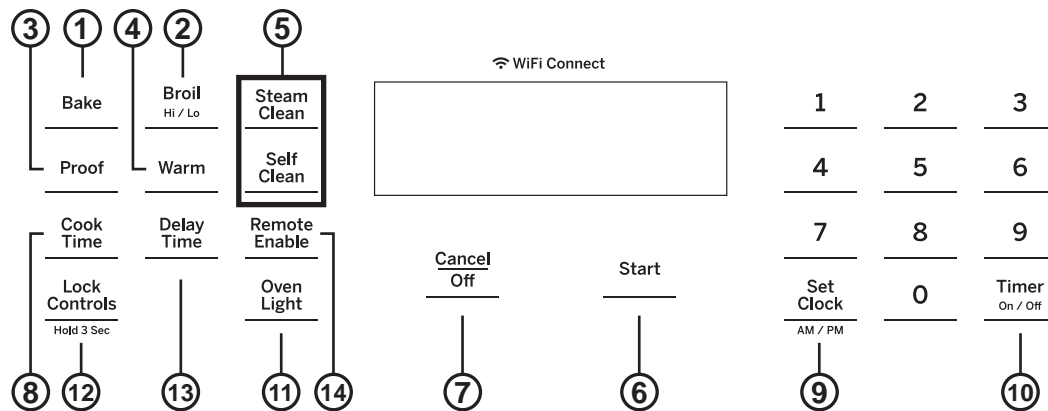 3 1 4 2 5
WiFi Connect
Bake
Broil
Hi / Lo
Steam
Clean
1 2 3
Proof
Warm
Self
Clean
4 5 6
Cook
Time
Delay
Time
Remote
Enable
7 8 9
Cancel
Off
Start
Lock
Controls
Hold 3 Sec
Oven
Light
Set
Clock
AM / PM
0
Timer
On / Off
8 12 13 11 14 7 6 9 10